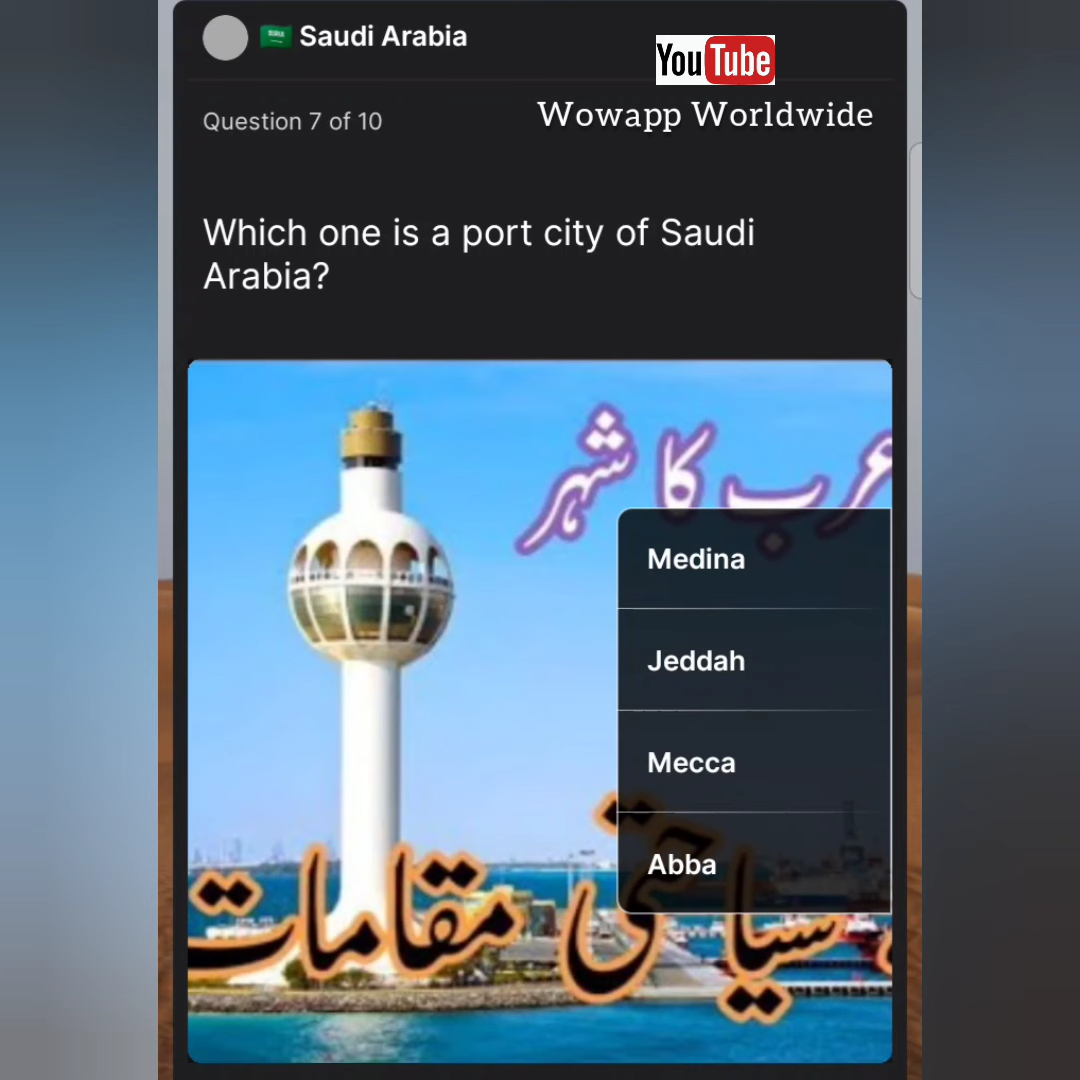 🇸🇦 Saudi Arabia
YouTube
Question 7 of 10
Wowapp Worldwide
Which one is a port city of Saudi
Arabia?
عرب کا شہر
Medina
Jeddah
Mecca
Abba
سیاحتی مقامات